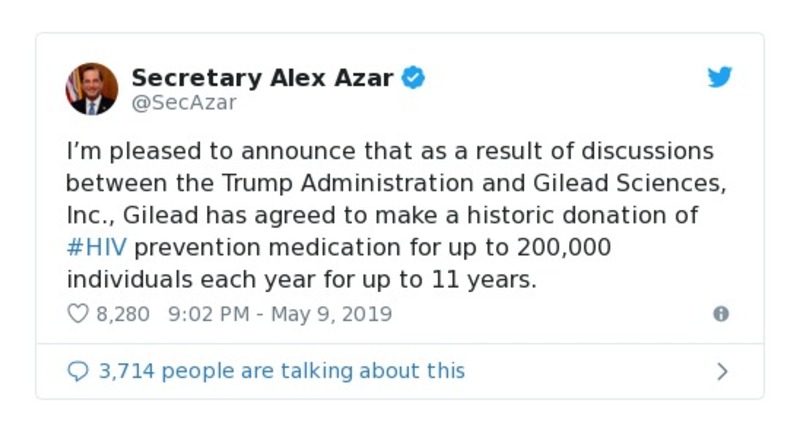 Secretary Alex Azar
@SecAzar
I’m pleased to announce that as a result of discussions
between the Trump Administration and Gilead Sciences,
Inc., Gilead has agreed to make a historic donation of
#HIV prevention medication for up to 200,000
individuals each year for up to 11 years.
8,280 9:02 PM - May 9, 2019
3,714 people are talking about this